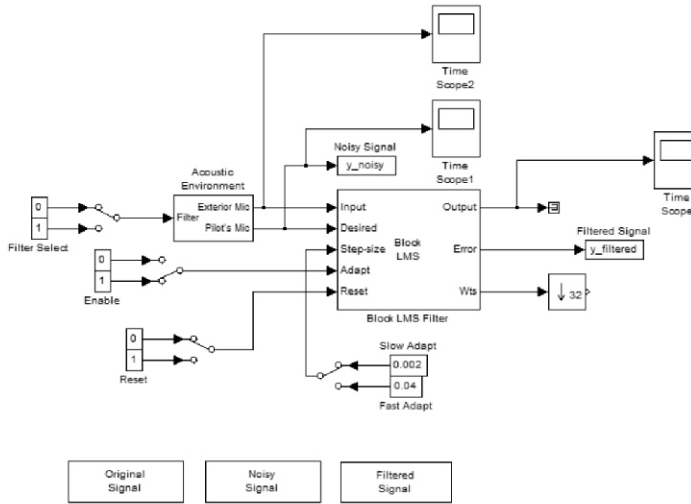 Time
Scope2
Noisy Signal
y_noisy
Time
Scope1
Acoustic
Environment
0
1
Filter Select
Filter
Exterior Mic
Pilot's Mic
Input
Desired
Step-size
Adapt
Reset
Block
LMS
Output
Error
Wts
Block LMS Filter
Time
Scope
Filtered Signal
y_filtered
32
0
1
Enable
0
1
Reset
Slow Adapt
0.002
0.04
Fast Adapt
Original
Signal
Noisy
Signal
Filtered
Signal